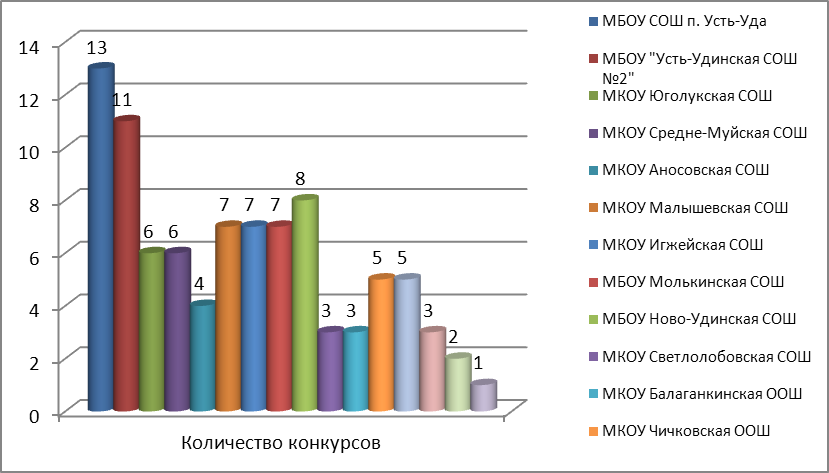 14
12
10
8
6
4
2
0
13
11
6
6
4
7
7
7
8
3
3
5
5
3
2
1
Количество конкурсов
МБОУ СОШ п. Усть-Уда
МБОУ "Усть-Удинская СОШ
№2"
МКОУ Юголукская СОШ
МКОУ Средне-Муйская СОШ
МКОУ Аносовская СОШ
МКОУ Малышевская СОШ
МКОУ Игжейская СОШ
МБОУ Молькинская СОШ
МБОУ Ново-Удинская СОШ
МКОУ Светлолобовская СОШ
МКОУ Балаганкинская ООШ
МКОУ Чичковская ООШ